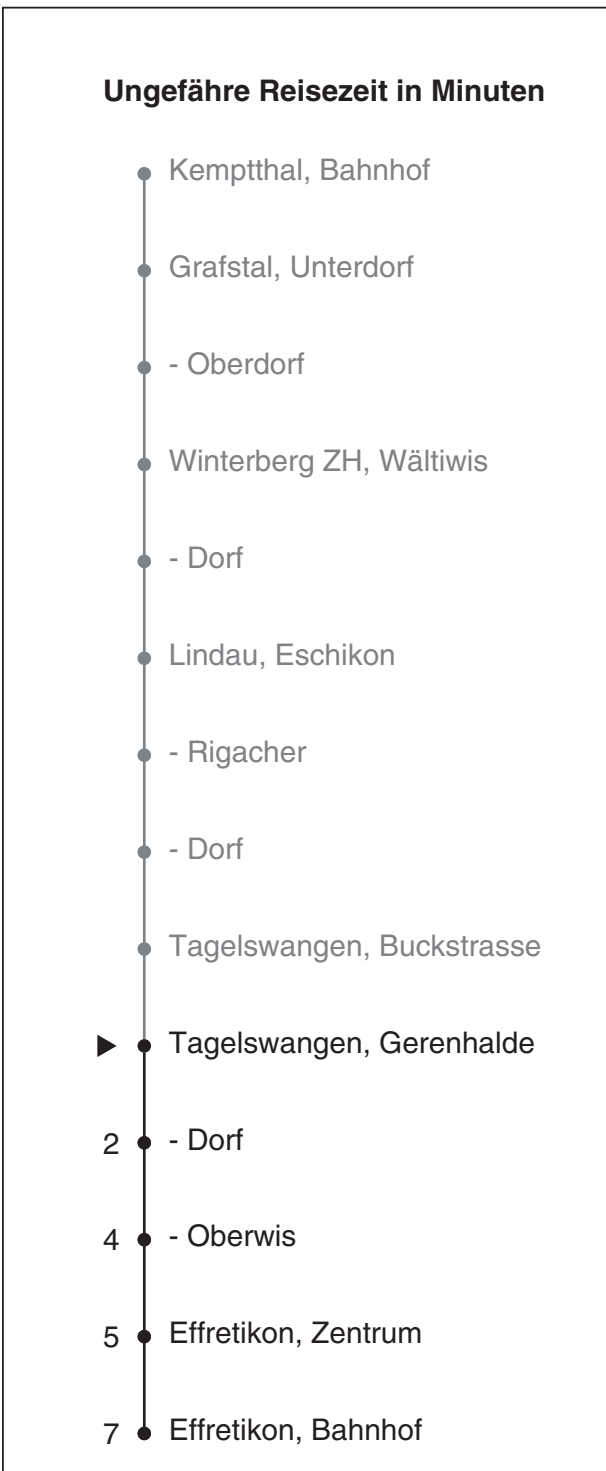 Ungefähre Reisezeit in Minuten
Kemptthal, Bahnhof
Grafstal, Unterdorf
- Oberdorf
Winterberg ZH, Wältiwis
- Dorf
Lindau, Eschikon
- Rigacher
- Dorf
Tagelswangen, Buckstrasse
Tagelswangen, Gerenhalde
2 - Dorf
4 - Oberwis
5 Effretikon, Zentrum
7 Effretikon, Bahnhof